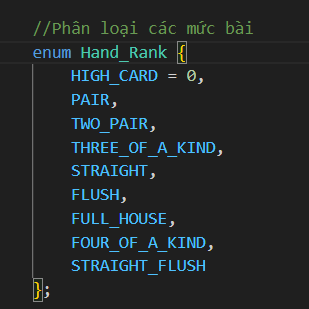 //Phân loại các mức bài
enum Hand_Rank {
HIGH_CARD = 0,
PAIR,
TWO_PAIR,
THREE_OF_A_KIND,
STRAIGHT,
FLUSH,
FULL_HOUSE,
FOUR_OF_A_KIND,
STRAIGHT_FLUSH
};